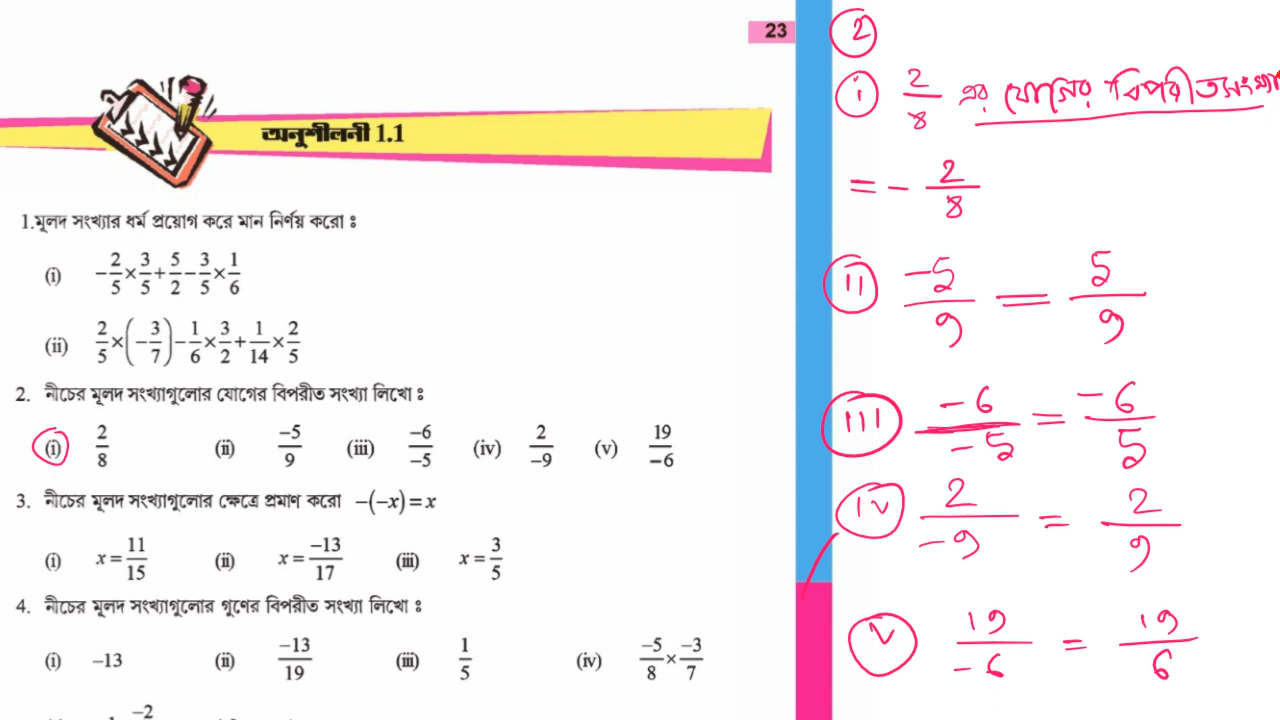 23
অনুশীলনী 1.1
1.মূলদ সংখ্যার ধর্ম প্রয়োগ করে মান নির্ণয় করো ঃ
(i) −2/5×3/5+5/2−3/5×1/6
(ii) 2/5×(−3/7)−1/6×3/2+1/14×2/5
2. নীচের মূলদ সংখ্যাগুলোর যোগের বিপরীত সংখ্যা লিখো ঃ
(i) 2/8 (ii) −5/9 (iii) −6/−5 (iv) 2/−9 (v) 19/−6
3. নীচের মূলদ সংখ্যাগুলোর ক্ষেত্রে প্রমাণ করো −(−x)=x
(i) x=11/15 (ii) x=−13/17 (iii) x=3/5
4. নীচের মূলদ সংখ্যাগুলোর গুণের বিপরীত সংখ্যা লিখো ঃ
(i) −13 (ii) −13/19 (iii) 1/5 (iv) −5/8×−3/7
−2
2
i 2/8 এর যোগের বিপরীত সংখ্যা
= − 2/8
ii −5/9 = 5/9
iii −6/−5 = −6/5
iv 2/−9 = 2/9
v 19/−6 = 19/6